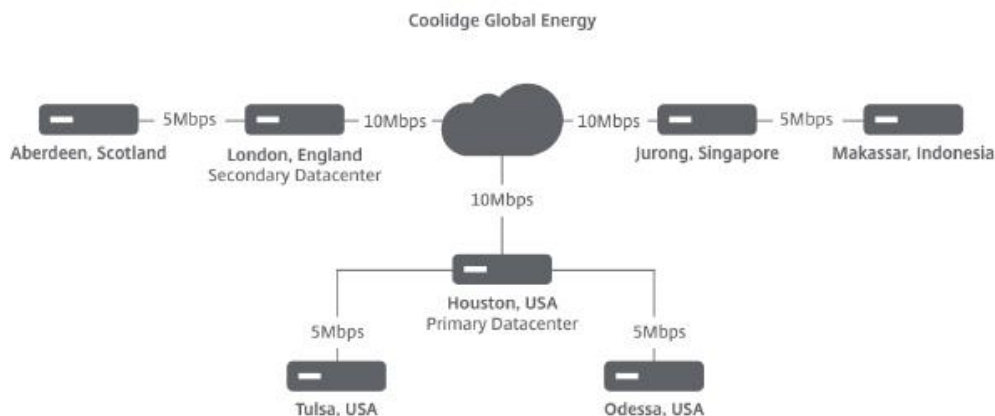 Coolidge Global Energy
5Mbps
10Mbps
10Mbps
5Mbps
Aberdeen, Scotland
London, England
Secondary Datacenter
Jurong, Singapore
Makassar, Indonesia
10Mbps
Houston, USA
Primary Datacenter
5Mbps
5Mbps
Tulsa, USA
Odessa, USA